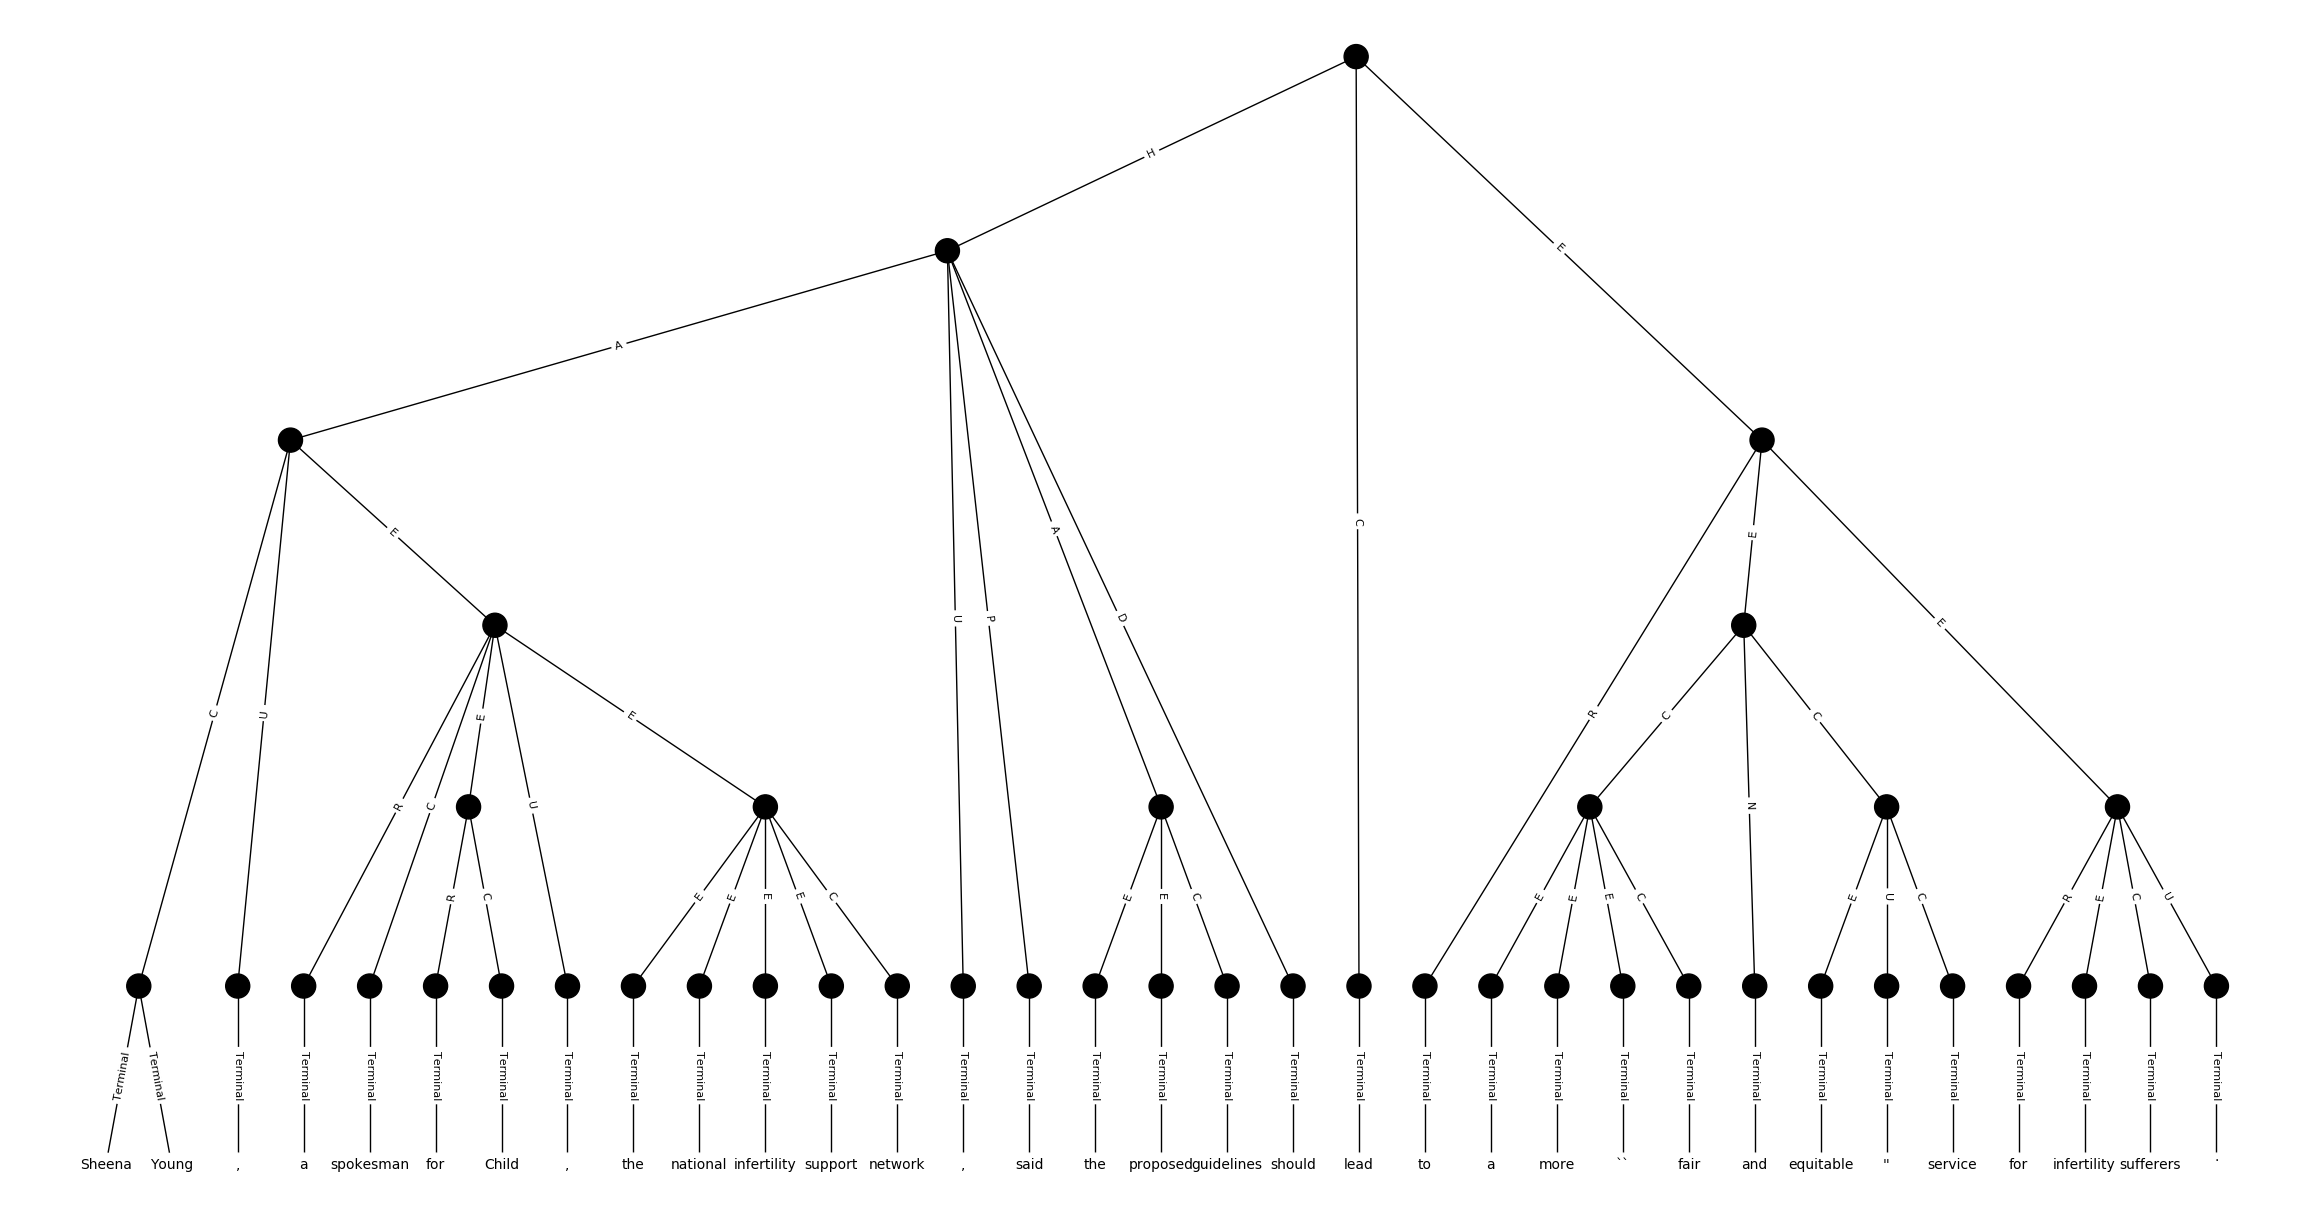 H
E
A
C
E
E
U
P
A
D
E
C
U
R
C
E
U
E
R
E
C
N
C
R
C
E
E
E
E
C
E
E
C
E
E
E
C
E
U
C
R
E
C
U
Terminal Terminal Terminal Terminal Terminal Terminal Terminal Terminal Terminal Terminal Terminal Terminal Terminal Terminal Terminal Terminal Terminal Terminal Terminal Terminal Terminal Terminal Terminal Terminal Terminal Terminal Terminal Terminal Terminal Terminal Terminal Terminal Terminal
Sheena Young , a spokesman for Child , the national infertility support network , said the proposed guidelines should lead to a more `` fair and equitable " service for infertility sufferers .